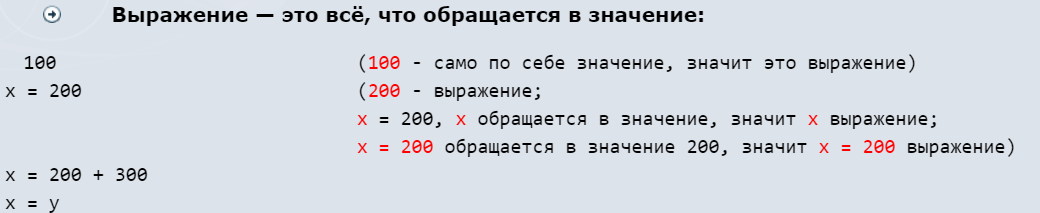 Выражение — это всё, что обращается в значение:
100 (100 - само по себе значение, значит это выражение)
x = 200 (200 - выражение;
x = 200, x обращается в значение, значит x выражение;
x = 200 обращается в значение 200, значит x = 200 выражение)
x = 200 + 300
x = y